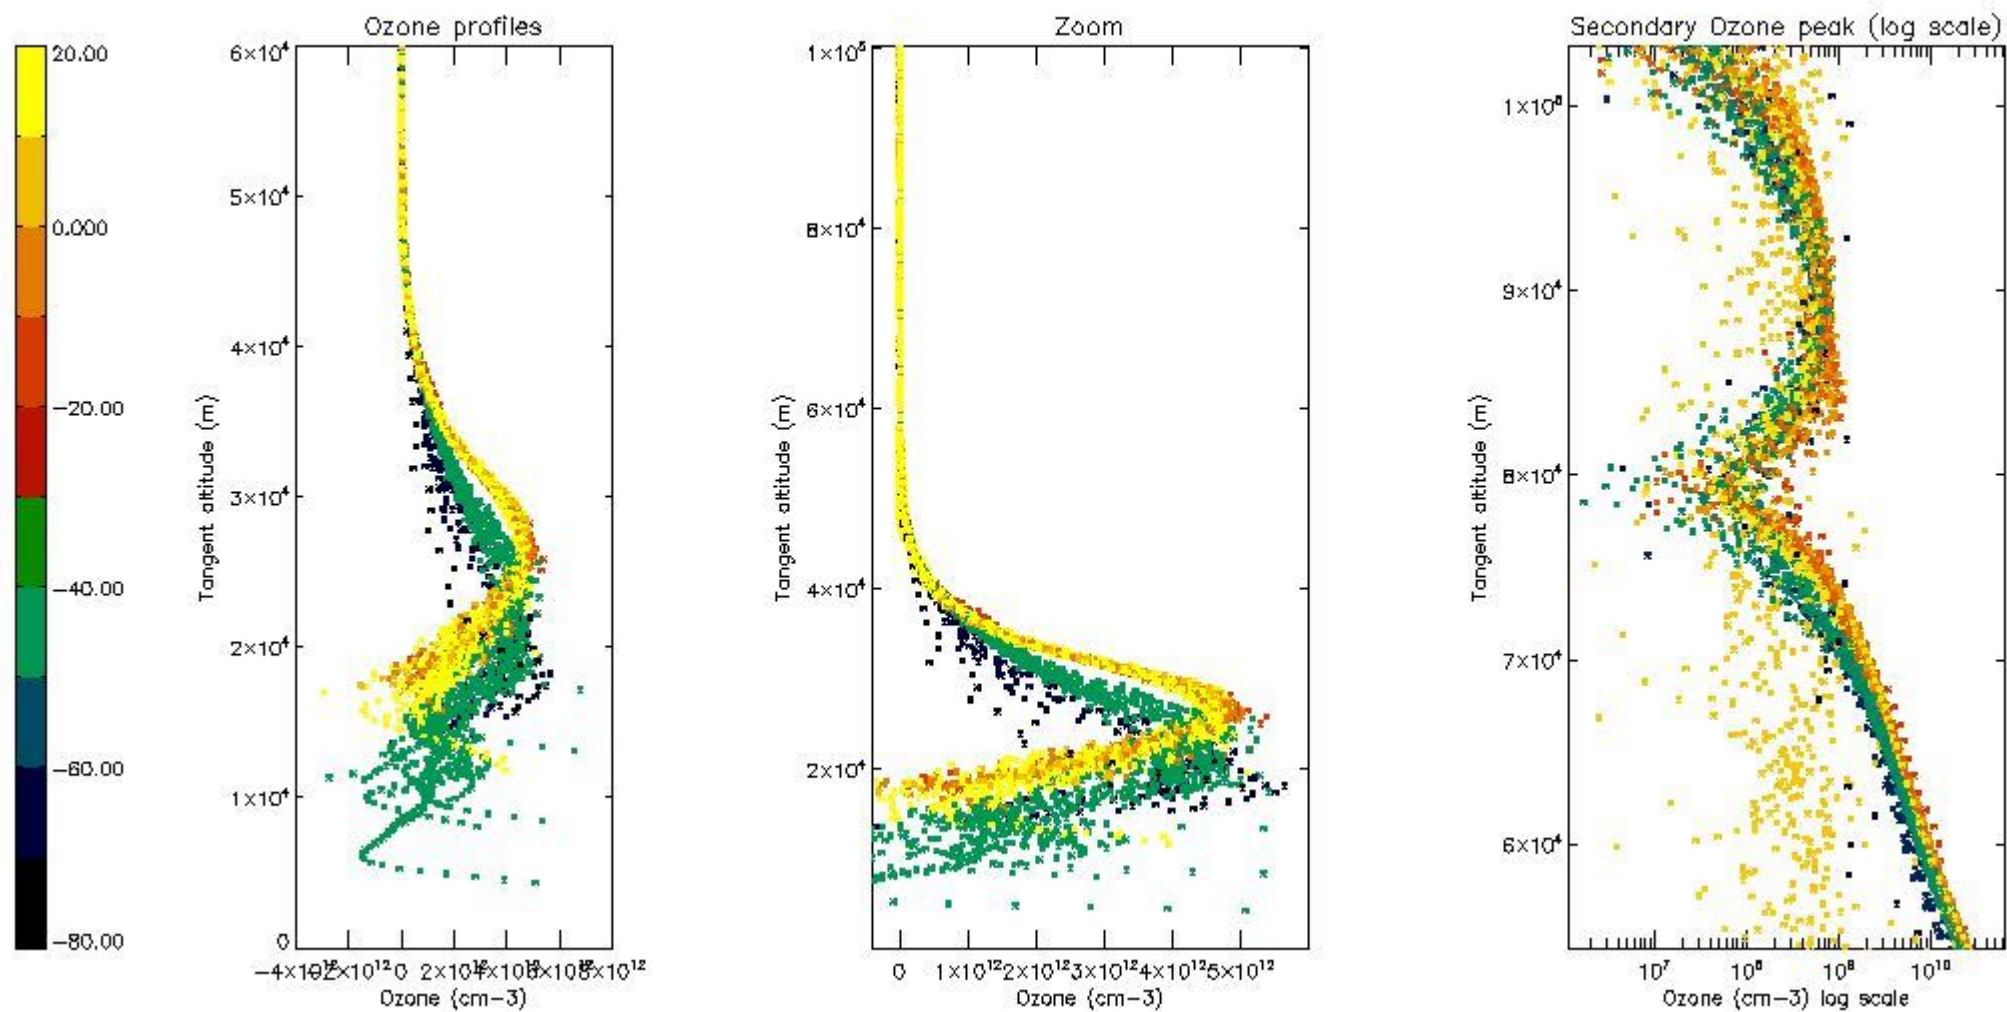 Ozone profiles
Zoom
Secondary Ozone peak (log scale)
20.00
0.000
−20.00
−40.00
−60.00
−80.00
6×10⁴
5×10⁴
4×10⁴
3×10⁴
2×10⁴
1×10⁴
0
Tangent altitude (m)
0
Ozone (cm−3)
1×10⁵
8×10⁴
6×10⁴
4×10⁴
2×10⁴
Tangent altitude (m)
0 1×10¹² 2×10¹² 3×10¹² 4×10¹² 5×10¹²
Ozone (cm−3)
1×10⁵
9×10⁴
8×10⁴
7×10⁴
6×10⁴
Tangent altitude (m)
10⁷ 10⁸ 10⁹ 10¹⁰
Ozone (cm−3) log scale